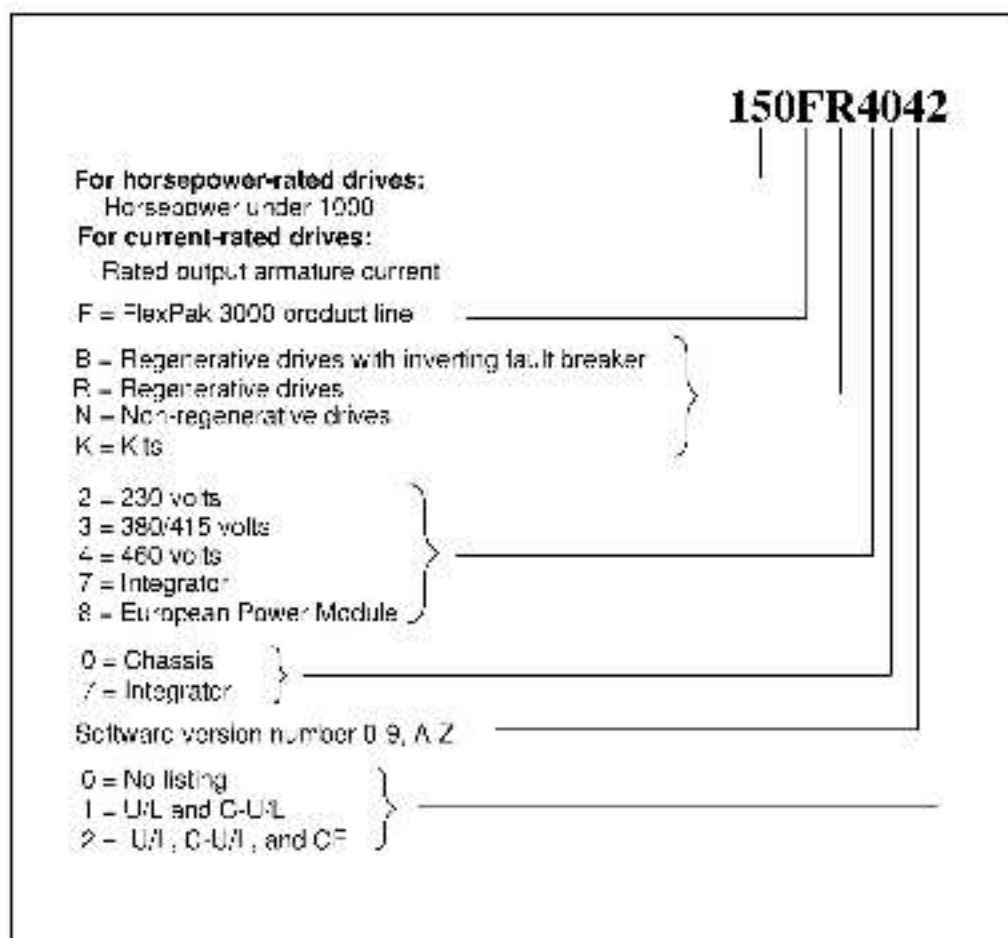 150FR4042
For horsepower-rated drives:
Horsepower under 1000
For current-rated drives:
Rated output armature current
F = FlexPak 3000 product line
B = Regenerative drives with inverting fault breaker
R = Regenerative drives
N = Non-regenerative drives
K = Kits
2 = 230 volts
3 = 380/415 volts
4 = 460 volts
7 = Integrator
8 = European Power Module
0 = Chassis
7 = Integrator
Software version number 0-9, A-Z
0 = No listing
1 = U/L and C-U/L
2 = U/L, C-U/L, and CE